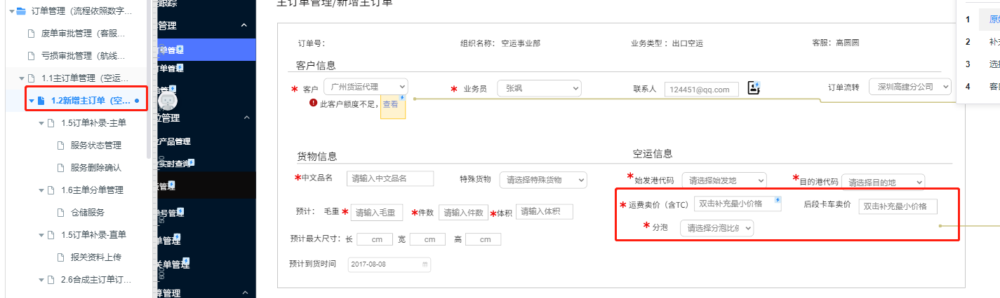 订单管理（流程依照数字...
废单审批管理（客服...
亏损审批管理（航线...
1.1主订单管理（空运...
1.2新增主订单（空...
1.5订单补录-主单
服务状态管理
服务删除确认
1.6主单分单管理
仓储服务
1.5订单补录-直单
报关资料上传
2.6合成主订单订...
跟踪
管理
单管理
单管理
管理
位管理
产品管理
实时查询
管理
单号管理
单管理
关单管理
算管理
500
600
主订单管理/新增主订单
订单号：
组织名称： 空运事业部
业务类型 ：出口空运
客服：高圆圆
客户信息
* 客户 广州货运代理
* 业务员 张飒
联系人 124451@qq.com
订单流转 深圳高捷分公司
此客户额度不足，查看
货物信息
空运信息
*中文品名 请输入中文品名
特殊货物 请选择特殊货物
*始发港代码 请选择始发地
*目的港代码 请选择目的地
预计： 毛重* 请输入毛重
*件数 请输入件数
*体积 请输入体积
* 运费卖价（含TC） 双击补充最小价格
后段卡车卖价 双击补充最小价格
* 分泡 请选择分泡比例
预计最大尺寸：长 cm 宽 cm 高 cm
预计到货时间 2017-08-08
1 原始
2 补充
3 选择
4 客